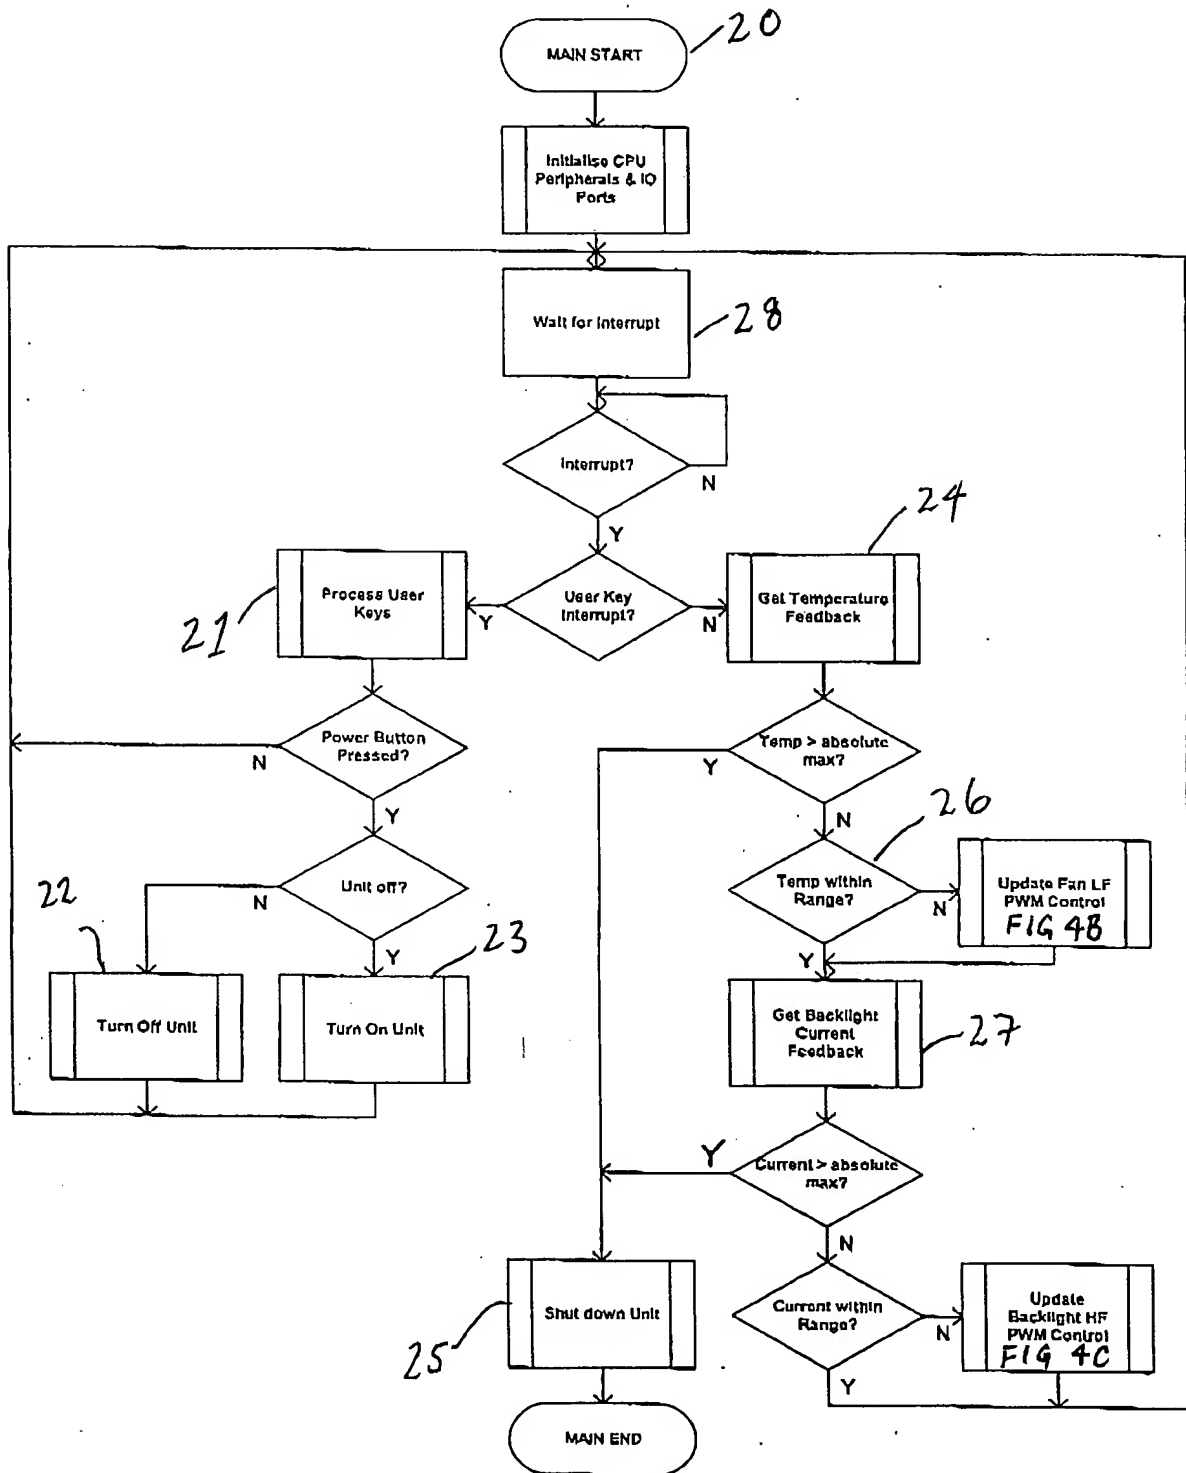 MAIN START
20
Initialise CPU
Peripherals & IO
Ports
Wait for Interrupt
28
Interrupt?
N
Y
24
Process User
Keys
21
User Key
Interrupt?
Y
N
Get Temperature
Feedback
Power Button
Pressed?
N
Y
Temp > absolute
max?
Y
N
26
Unit off?
N
Y
Temp within
Range?
N
Y
Update Fan LF
PWM Control
FIG 4B
22
23
Turn Off Unit
Turn On Unit
Get Backlight
Current
Feedback
27
Current > absolute
max?
Y
N
Shut down Unit
25
Current within
Range?
N
Y
Update
Backlight HF
PWM Control
FIG 4C
MAIN END